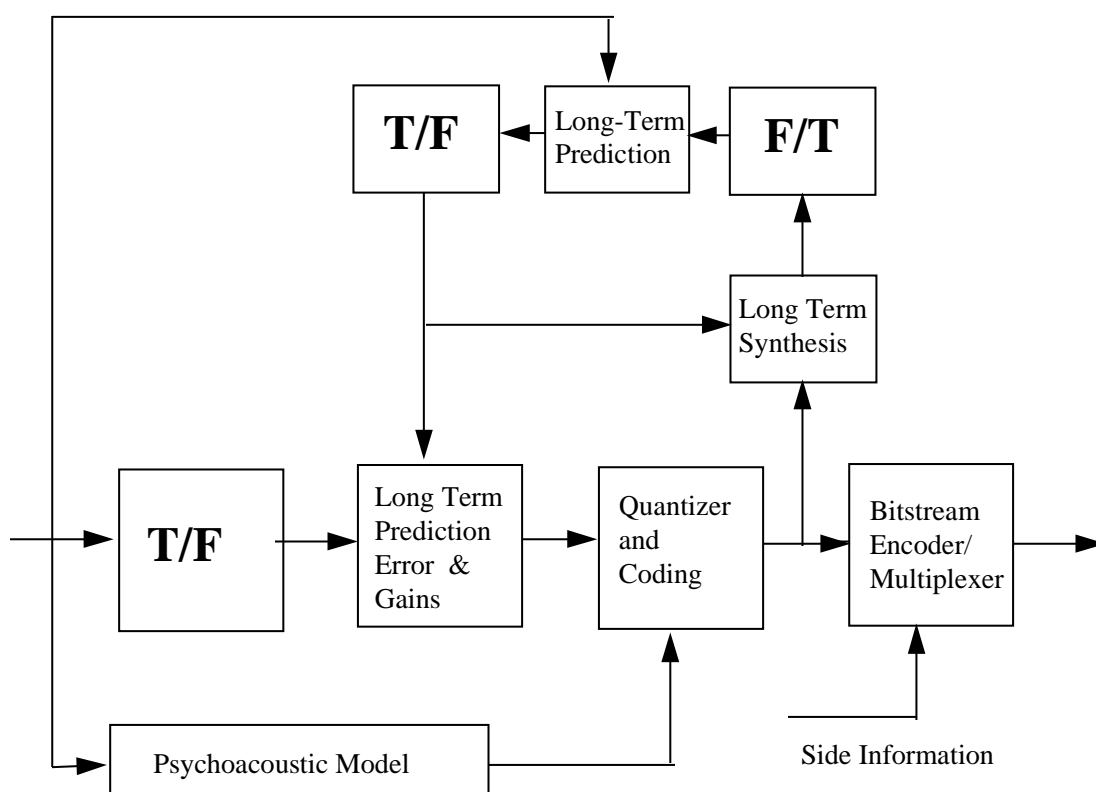 T/F
Long-Term
Prediction
F/T
Long Term
Synthesis
T/F
Long Term
Prediction
Error &
Gains
Quantizer
and
Coding
Bitstream
Encoder/
Multiplexer
Psychoacoustic Model
Side Information